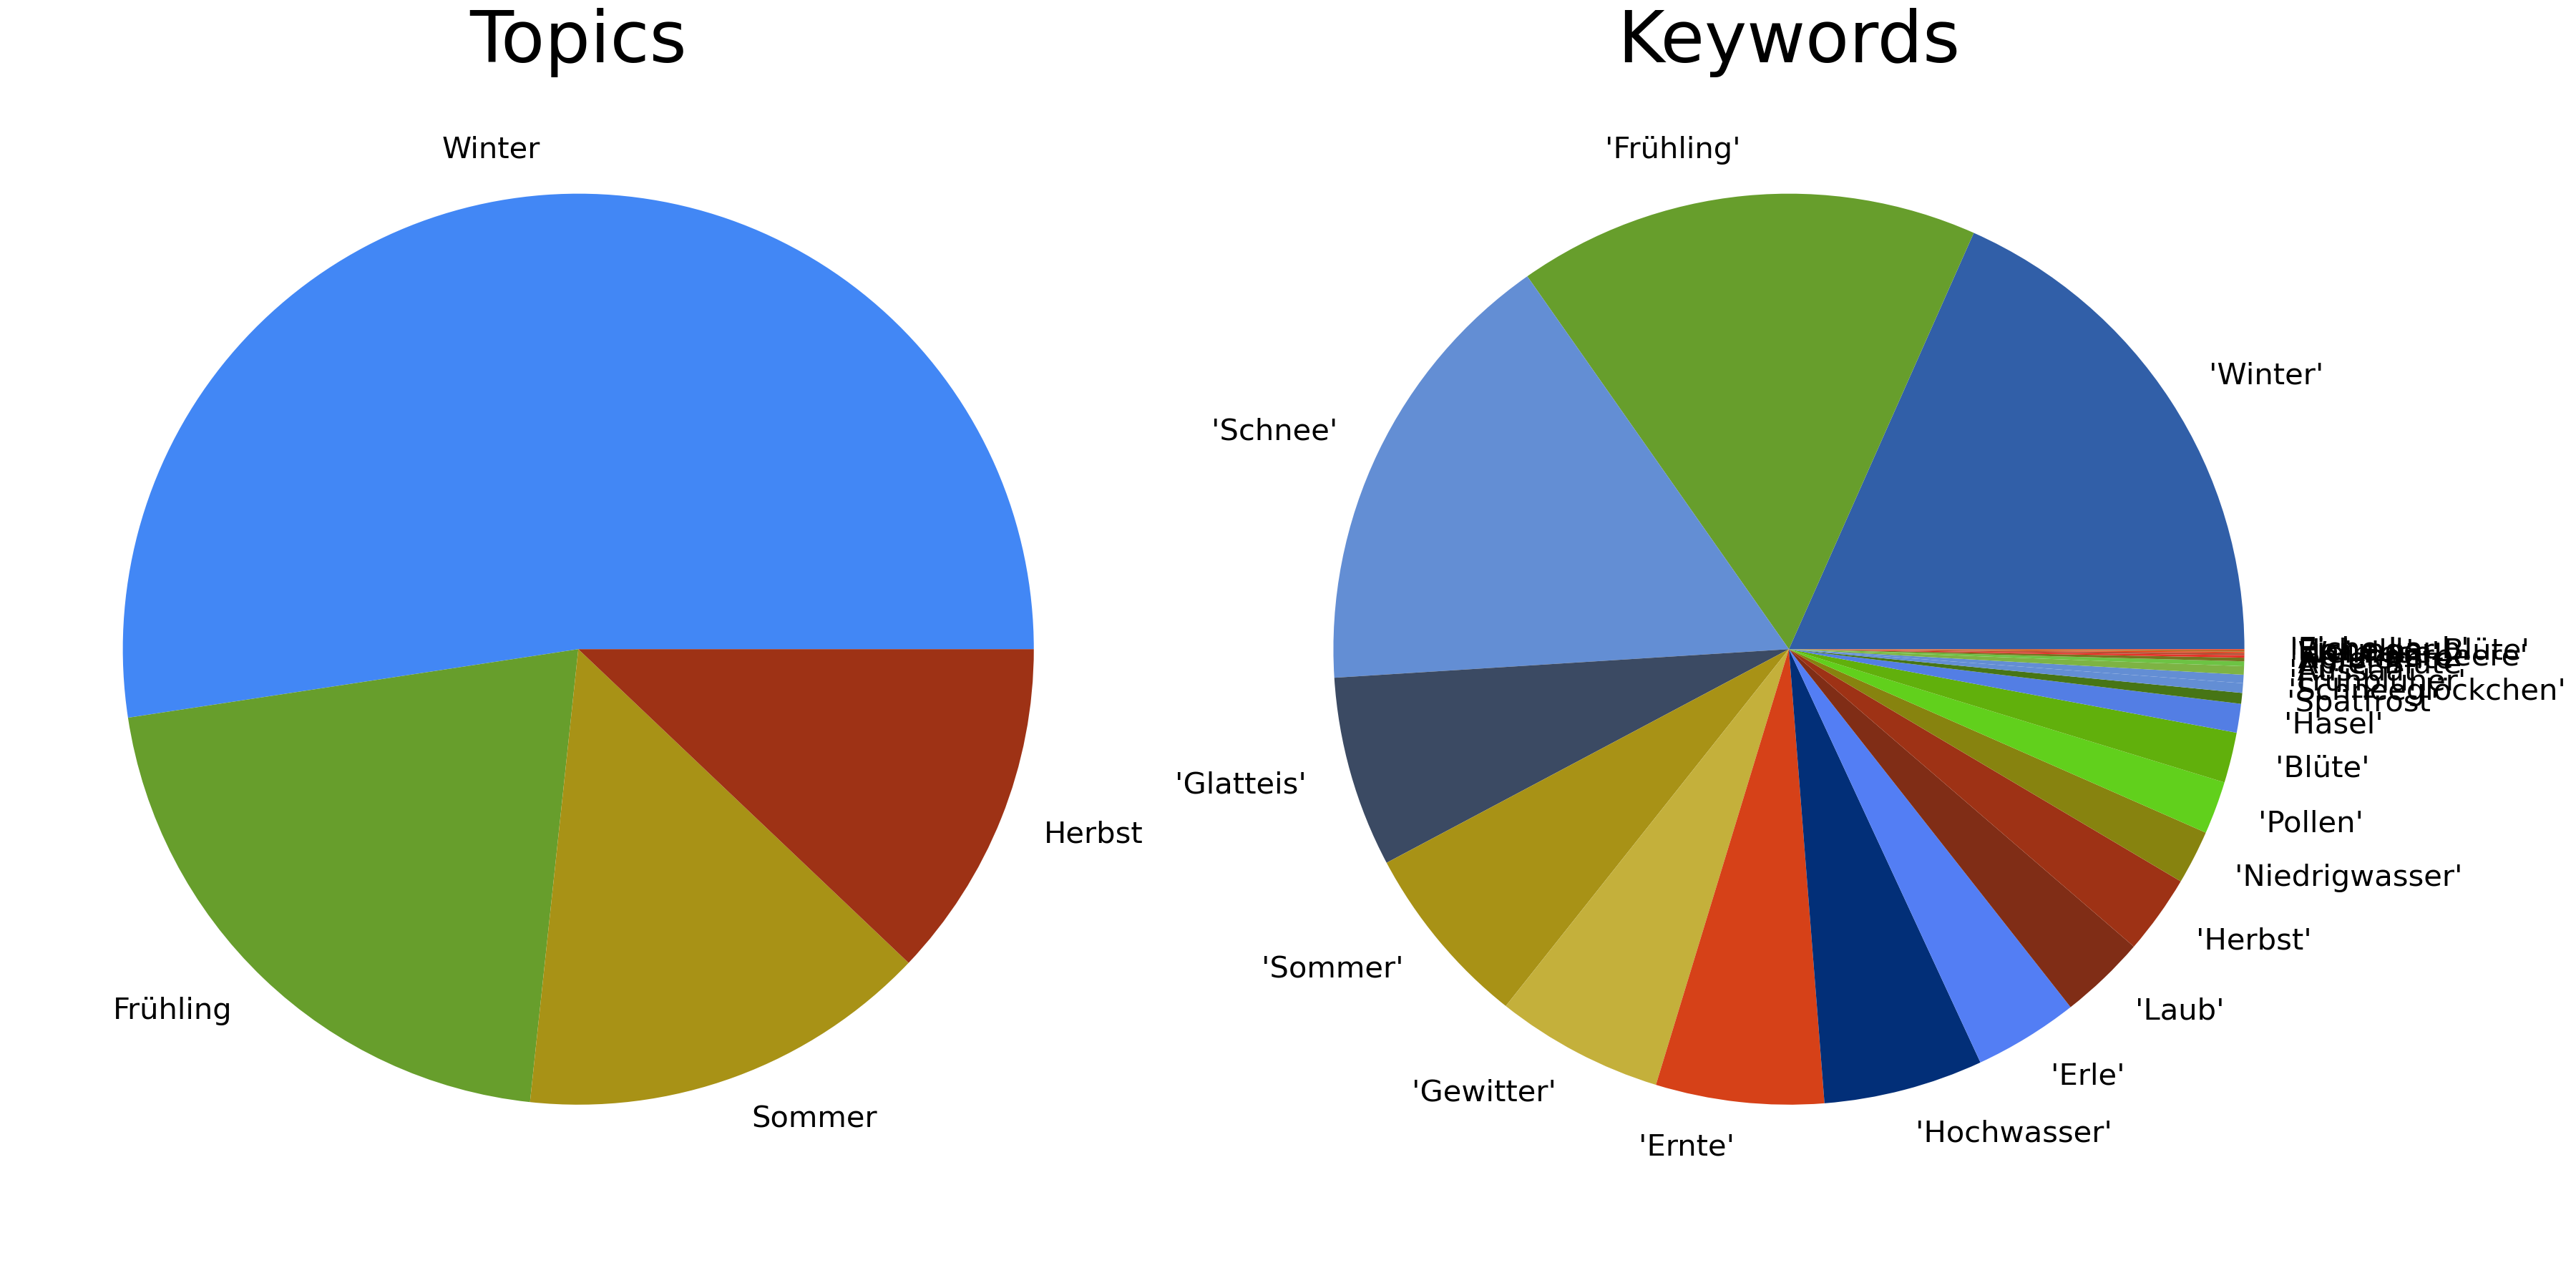 Topics
Keywords
Winter
Frühling
Sommer
Herbst
'Winter'
'Frühling'
'Schnee'
'Glatteis'
'Sommer'
'Gewitter'
'Ernte'
'Hochwasser'
'Erle'
'Laub'
'Herbst'
'Niedrigwasser'
'Pollen'
'Blüte'
'Hasel'
'Spätfrost'
'Schneeglöckchen'